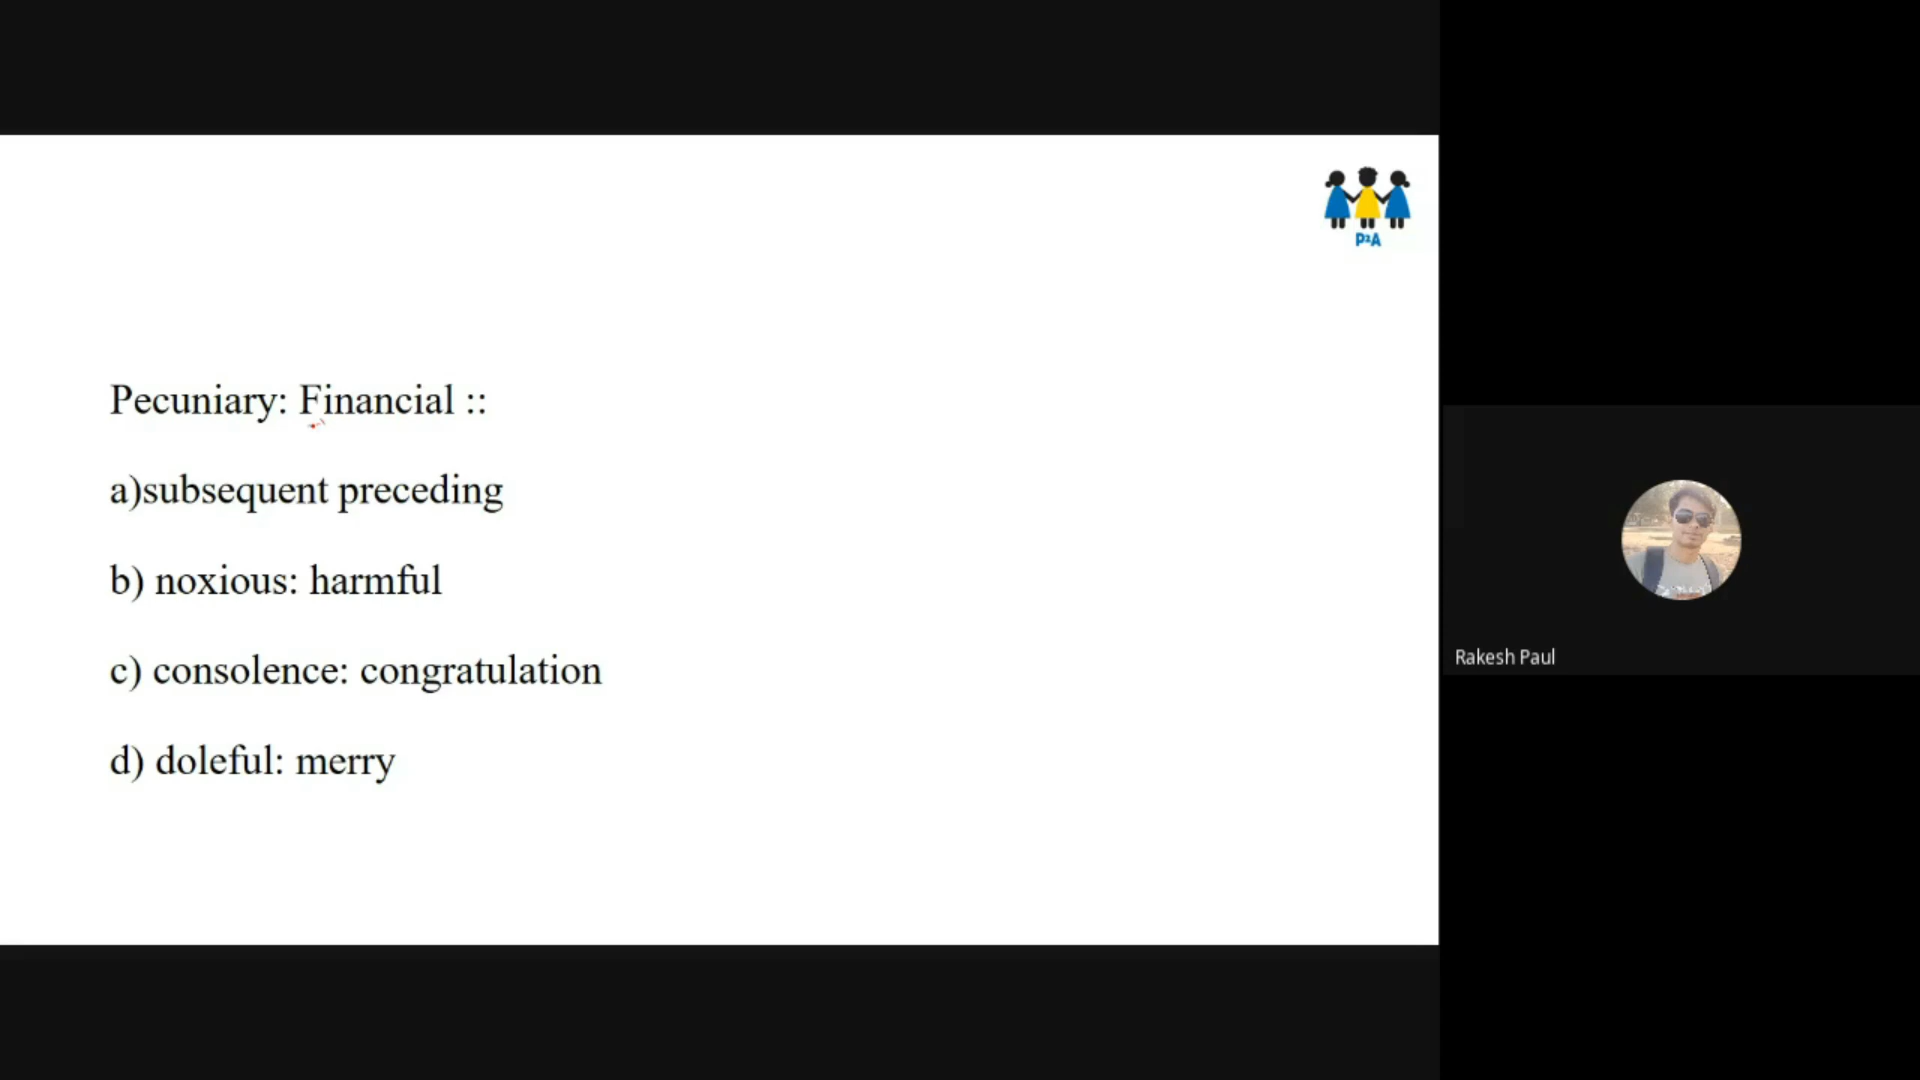 P²A
Pecuniary: Financial ::
a)subsequent preceding
b) noxious: harmful
c) consolence: congratulation
d) doleful: merry
Rakesh Paul